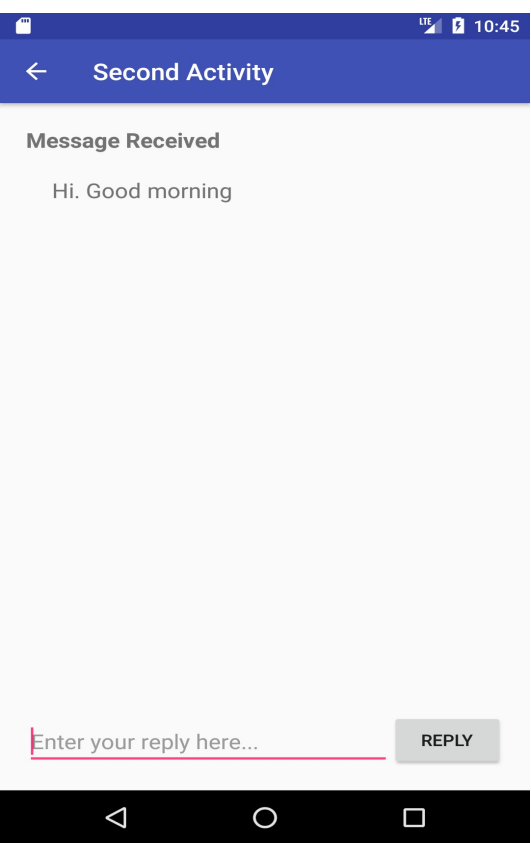 LTE 10:45
Second Activity
Message Received
Hi. Good morning
Enter your reply here...
REPLY